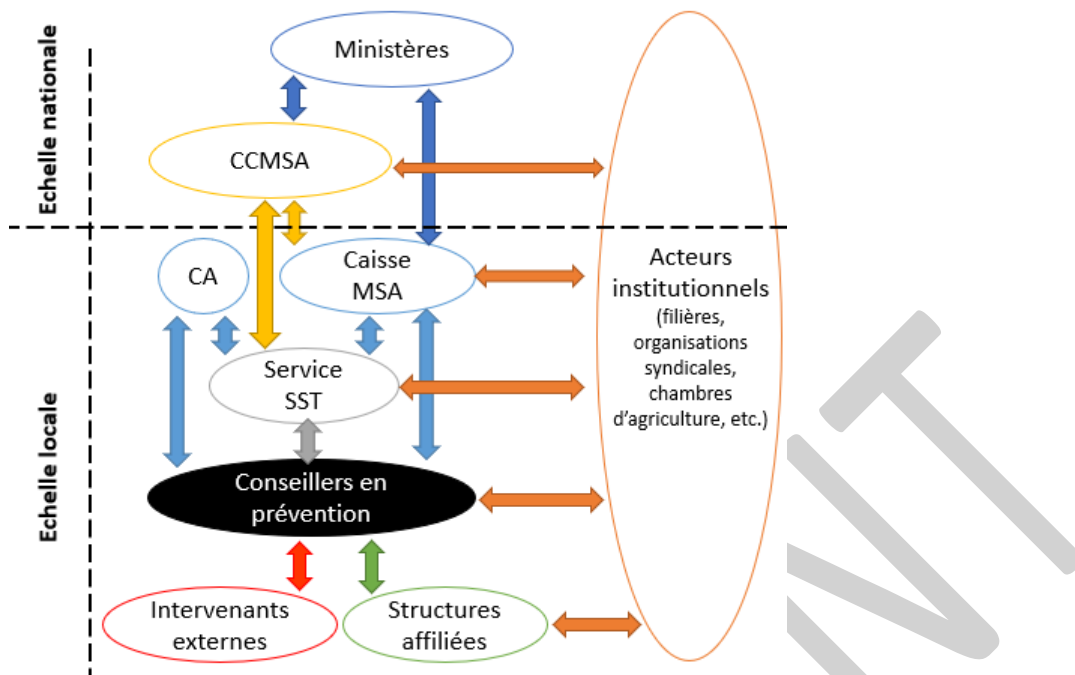 Echelle nationale
Ministères
CCMSA
Echelle locale
CA
Caisse
MSA
Service
SST
Conseillers en
prévention
Intervenants
externes
Structures
affiliées
Acteurs
institutionnels
(filières,
organisations
syndicales,
chambres
d'agriculture, etc.)
NT